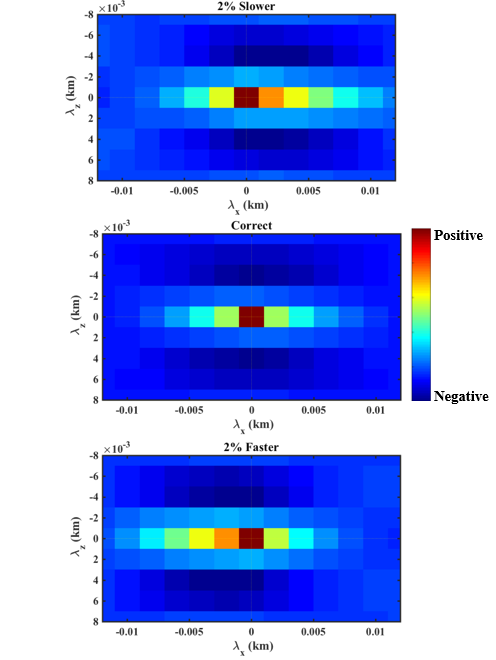 2% Slower
×10⁻³
-8
-6
-4
-2
0
2
4
6
8
λz (km)
-0.01 -0.005 0 0.005 0.01
λx (km)
Correct
×10⁻³
-8
-6
-4
-2
0
2
4
6
8
λz (km)
-0.01 -0.005 0 0.005 0.01
λx (km)
Positive
Negative
2% Faster
×10⁻³
-8
-6
-4
-2
0
2
4
6
8
λz (km)
-0.01 -0.005 0 0.005 0.01
λx (km)